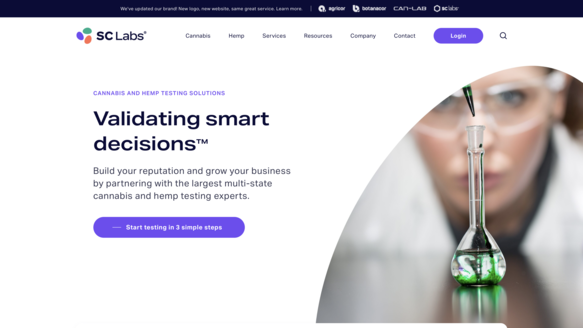 We've updated our brand! New logo, new website, same great service. Learn more. | agricor botanacor CAN-LAB sclabs
SC Labs®
Cannabis Hemp Services Resources Company Contact Login
CANNABIS AND HEMP TESTING SOLUTIONS
Validating smart
decisions™
Build your reputation and grow your business
by partnering with the largest multi-state
cannabis and hemp testing experts.
Start testing in 3 simple steps